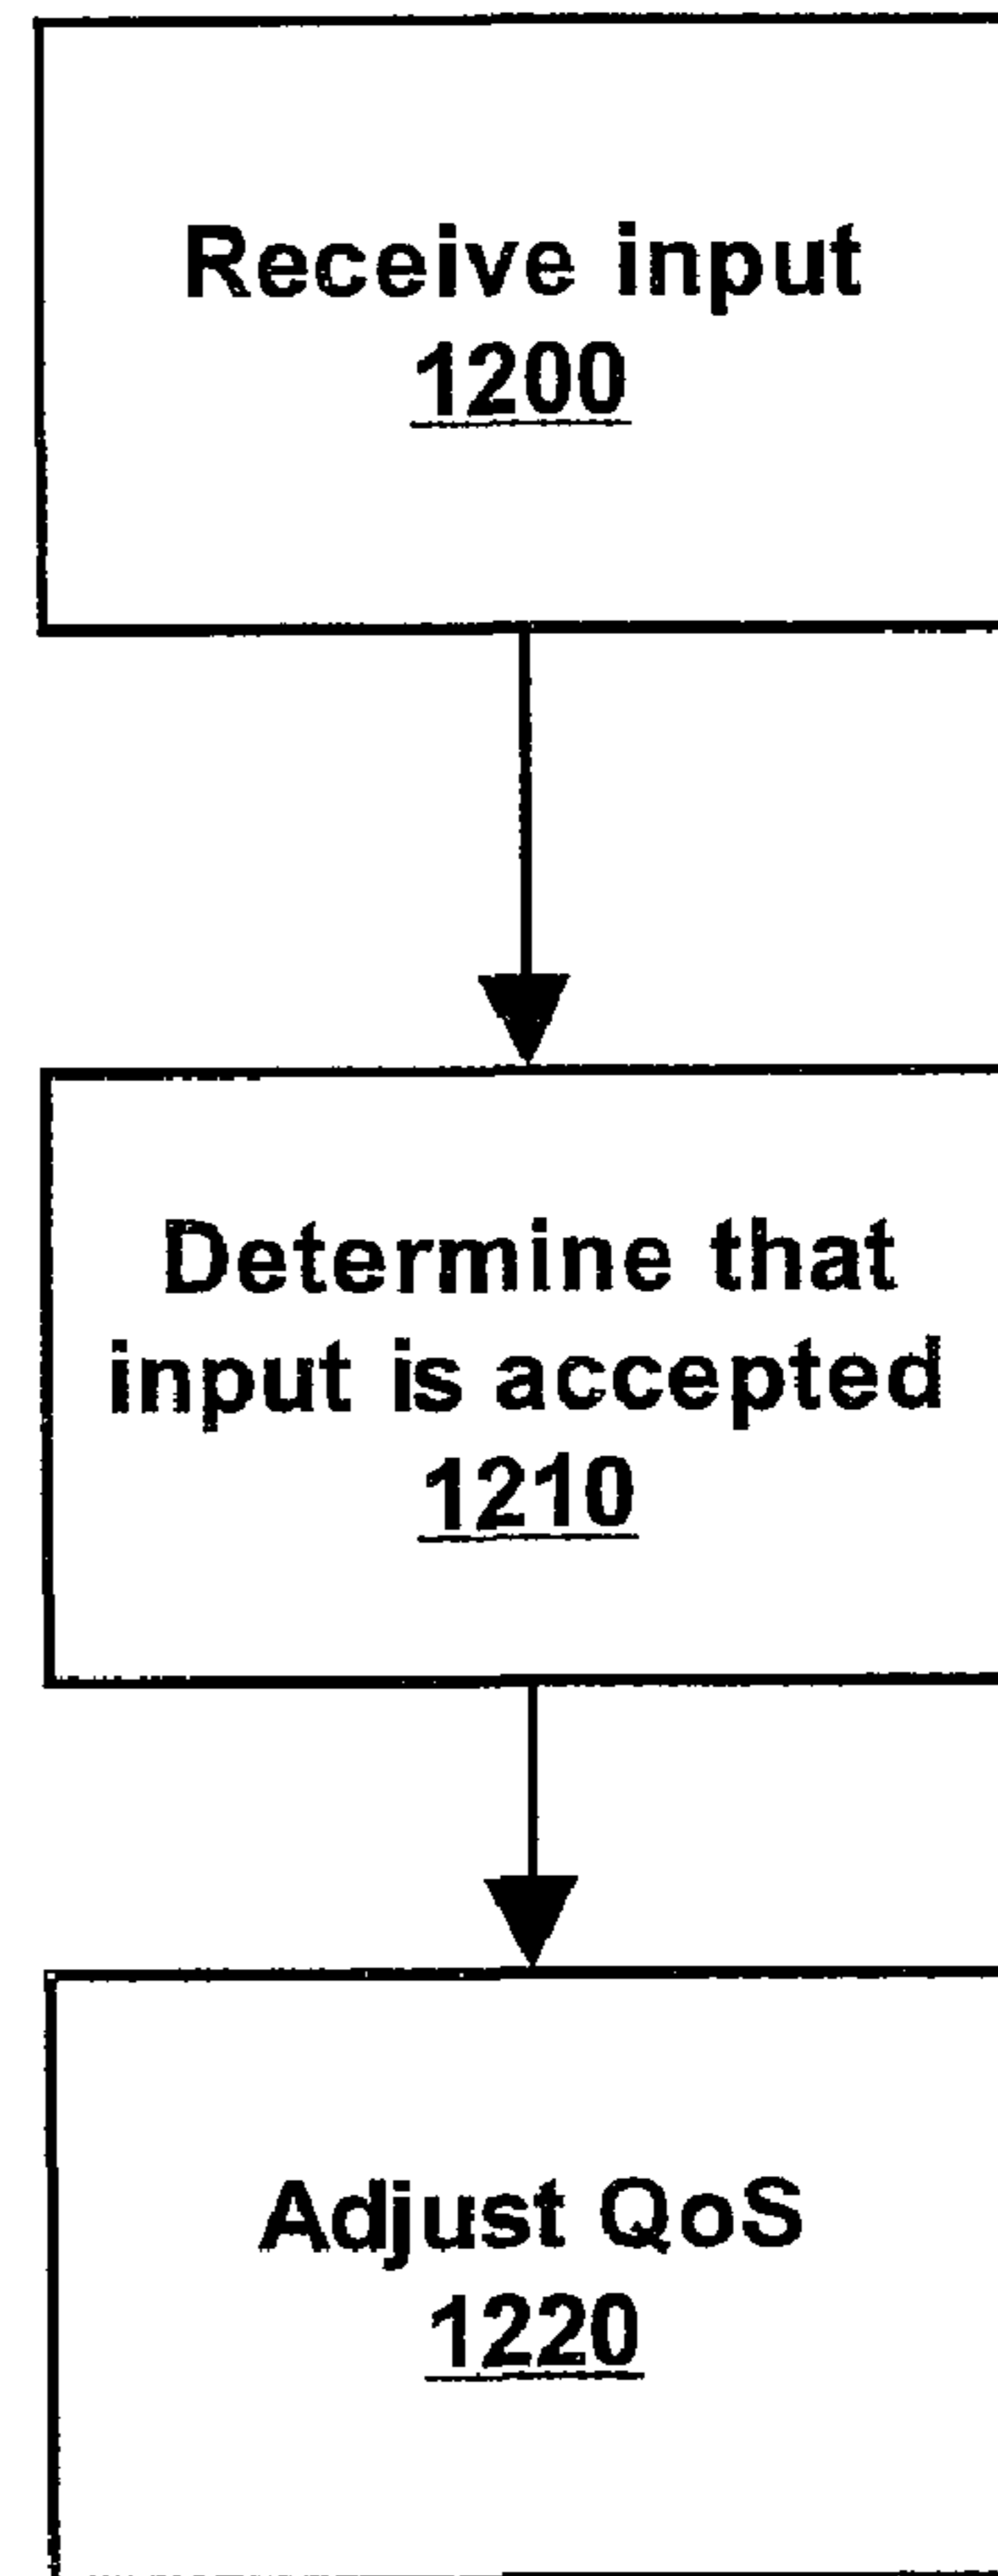 Receive input
1200
Determine that
input is accepted
1210
Adjust QoS
1220